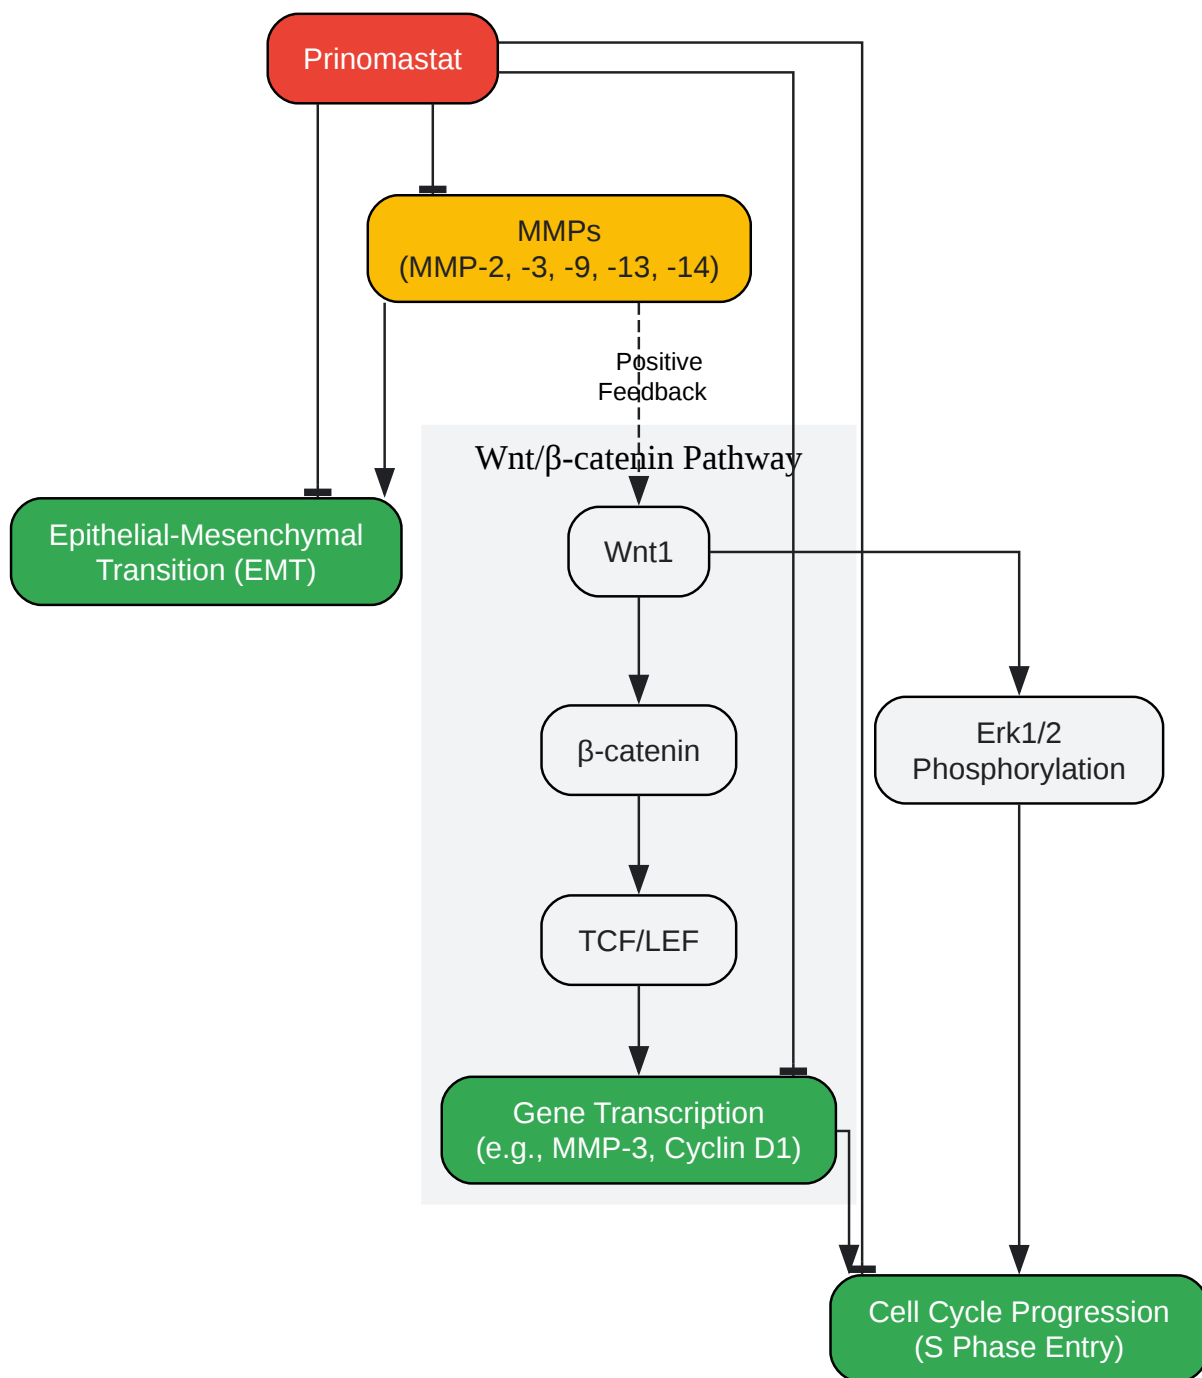 Prinomastat
MMPs
(MMP-2, -3, -9, -13, -14)
Positive
Feedback
Wnt/β-catenin Pathway
Wnt1
Epithelial-Mesenchymal
Transition (EMT)
β-catenin
Erk1/2
Phosphorylation
TCF/LEF
Gene Transcription
(e.g., MMP-3, Cyclin D1)
Cell Cycle Progression
(S Phase Entry)